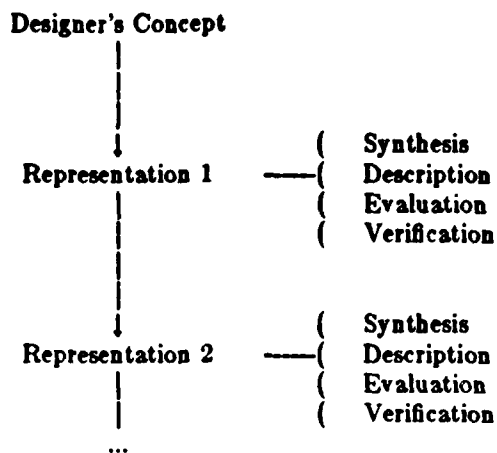 Designer's Concept
( Synthesis
Representation 1 ( Description
( Evaluation
( Verification
( Synthesis
Representation 2 ( Description
( Evaluation
( Verification
...